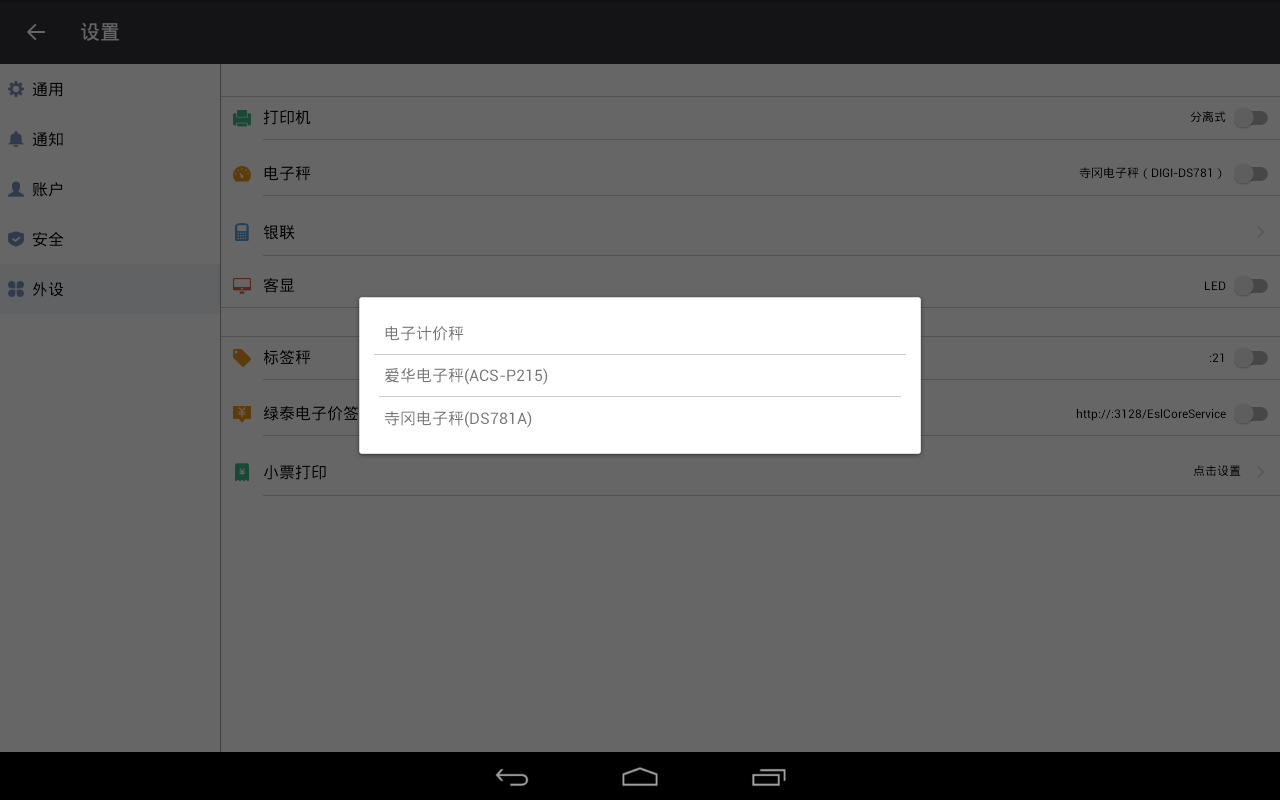 设置
通用
通知
账户
安全
外设
打印机
分离式
电子秤
寺冈电子秤（DIGI-DS781）
银联
客显
LED
标签秤
:21
绿泰电子价签
http://:3128/EslCoreService
小票打印
点击设置
电子计价秤
爱华电子秤(ACS-P215)
寺冈电子秤(DS781A)